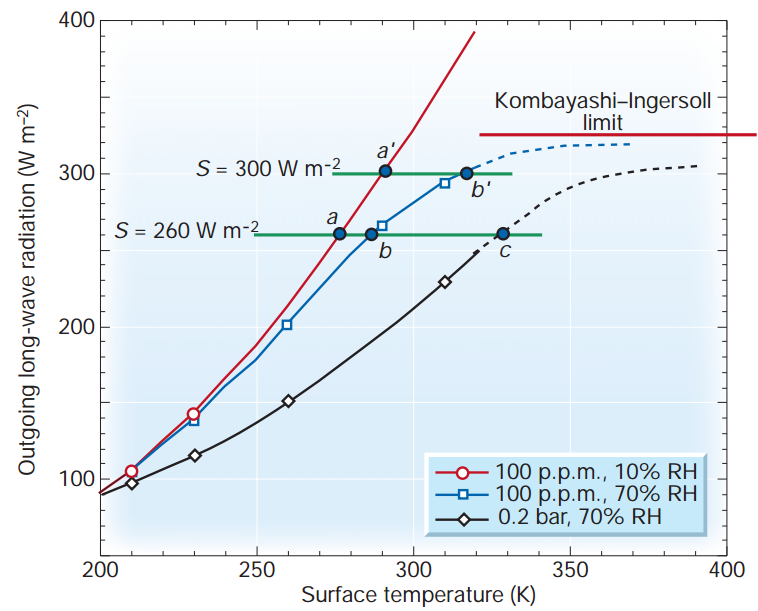 400
300
200
100
Outgoing long-wave radiation (W m⁻²)
Kombayashi–Ingersoll
limit
a'
S = 300 W m⁻²
b'
a
S = 260 W m⁻²
b
c
100 p.p.m., 10% RH
100 p.p.m., 70% RH
0.2 bar, 70% RH
200 250 300 350 400
Surface temperature (K)